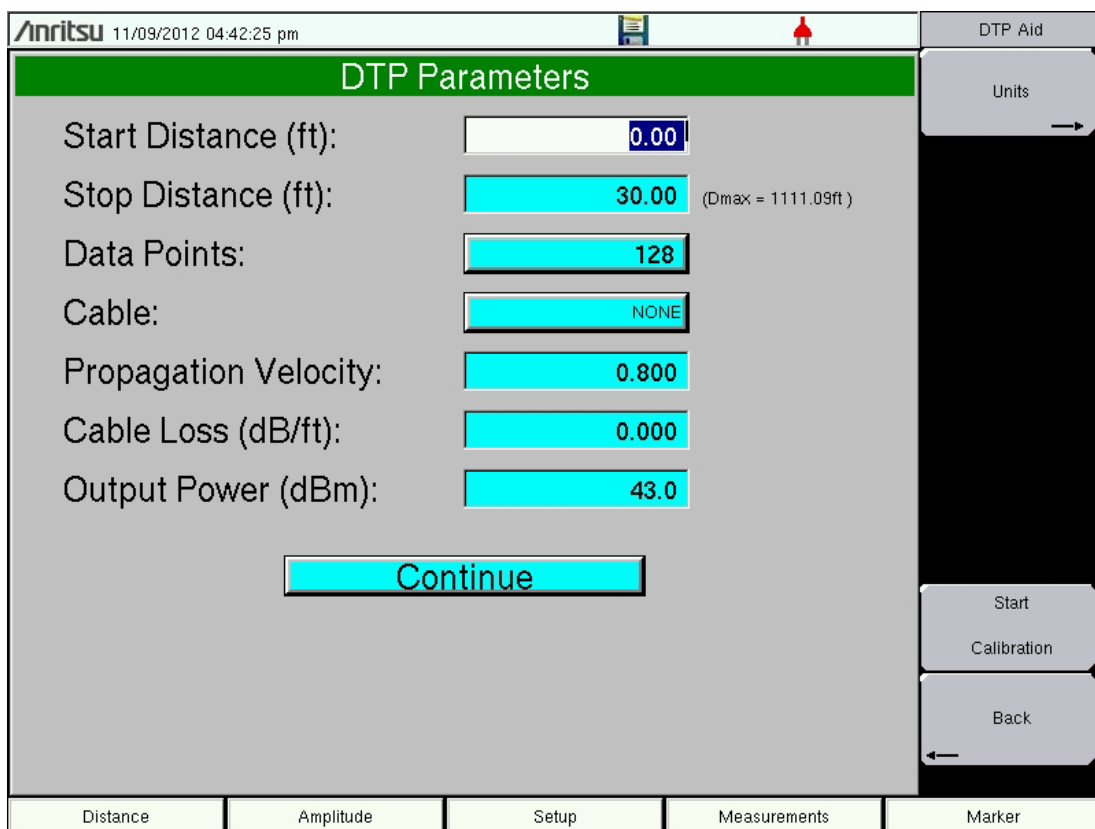 /inritsu 11/09/2012 04:42:25 pm
DTP Aid
DTP Parameters
Units
Start Distance (ft): 0.00
Stop Distance (ft): 30.00 (Dmax = 1111.09ft )
Data Points: 128
Cable: NONE
Propagation Velocity: 0.800
Cable Loss (dB/ft): 0.000
Output Power (dBm): 43.0
Continue
Start
Calibration
Back
Distance Amplitude Setup Measurements Marker